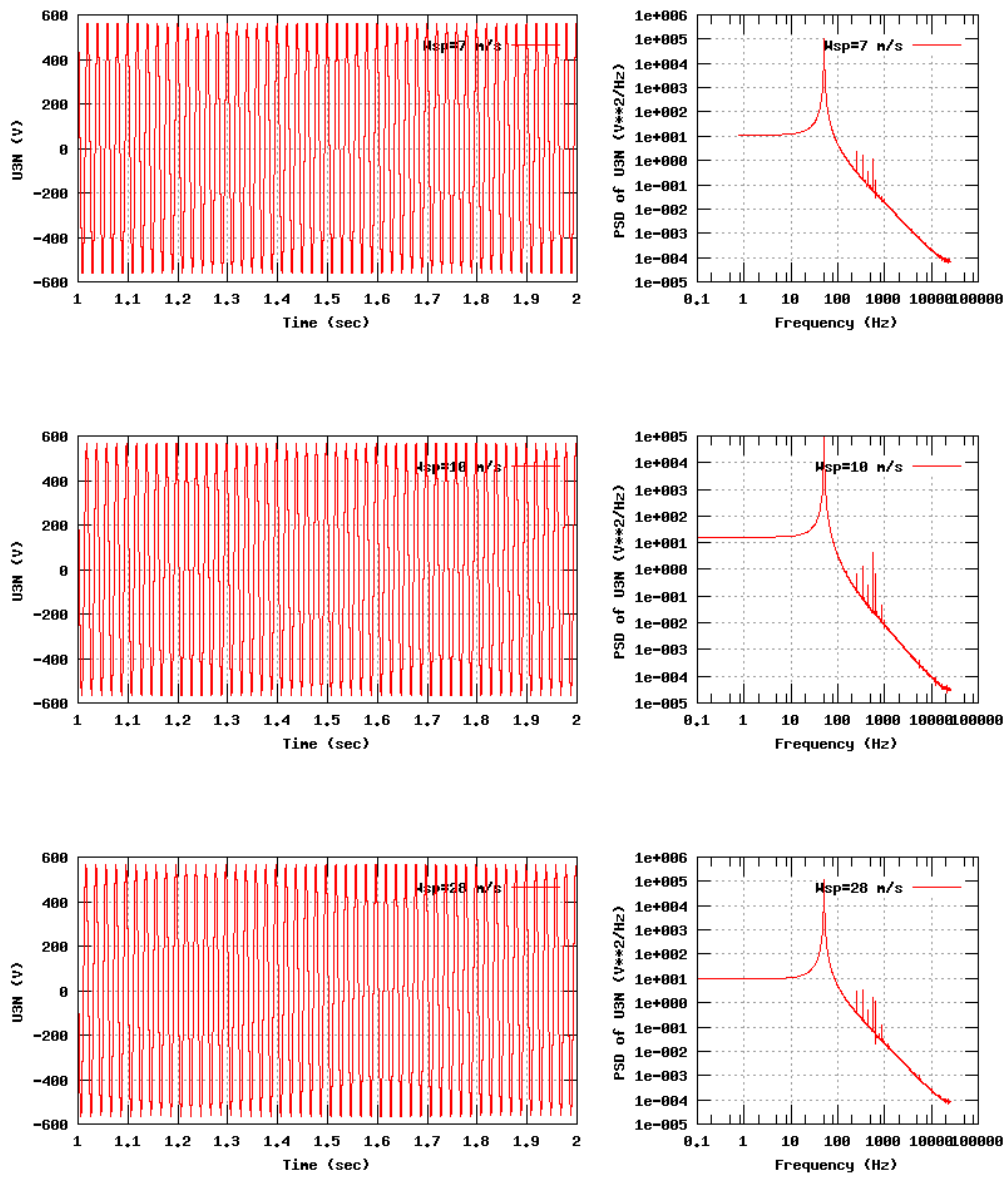 600
400
200
0
-200
-400
-600
U3N (V)
Wsp=7 m/s
1 1.1 1.2 1.3 1.4 1.5 1.6 1.7 1.8 1.9 2
Time (sec)
1e+006
1e+005
1e+004
1e+003
1e+002
1e+001
1e+000
1e-001
1e-002
1e-003
1e-004
1e-005
PSD of U3N (V**2/Hz)
Wsp=7 m/s
0.1 1 10 100 1000 10000 100000
Frequency (Hz)
600
400
200
0
-200
-400
-600
U3N (V)
Wsp=10 m/s
1 1.1 1.2 1.3 1.4 1.5 1.6 1.7 1.8 1.9 2
Time (sec)
1e+005
1e+004
1e+003
1e+002
1e+001
1e+000
1e-001
1e-002
1e-003
1e-004
1e-005
PSD of U3N (V**2/Hz)
Wsp=10 m/s
0.1 1 10 100 1000 10000 100000
Frequency (Hz)
600
400
200
0
-200
-400
-600
U3N (V)
Wsp=28 m/s
1 1.1 1.2 1.3 1.4 1.5 1.6 1.7 1.8 1.9 2
Time (sec)
1e+006
1e+005
1e+004
1e+003
1e+002
1e+001
1e+000
1e-001
1e-002
1e-003
1e-004
1e-005
PSD of U3N (V**2/Hz)
Wsp=28 m/s
0.1 1 10 100 1000 10000 100000
Frequency (Hz)